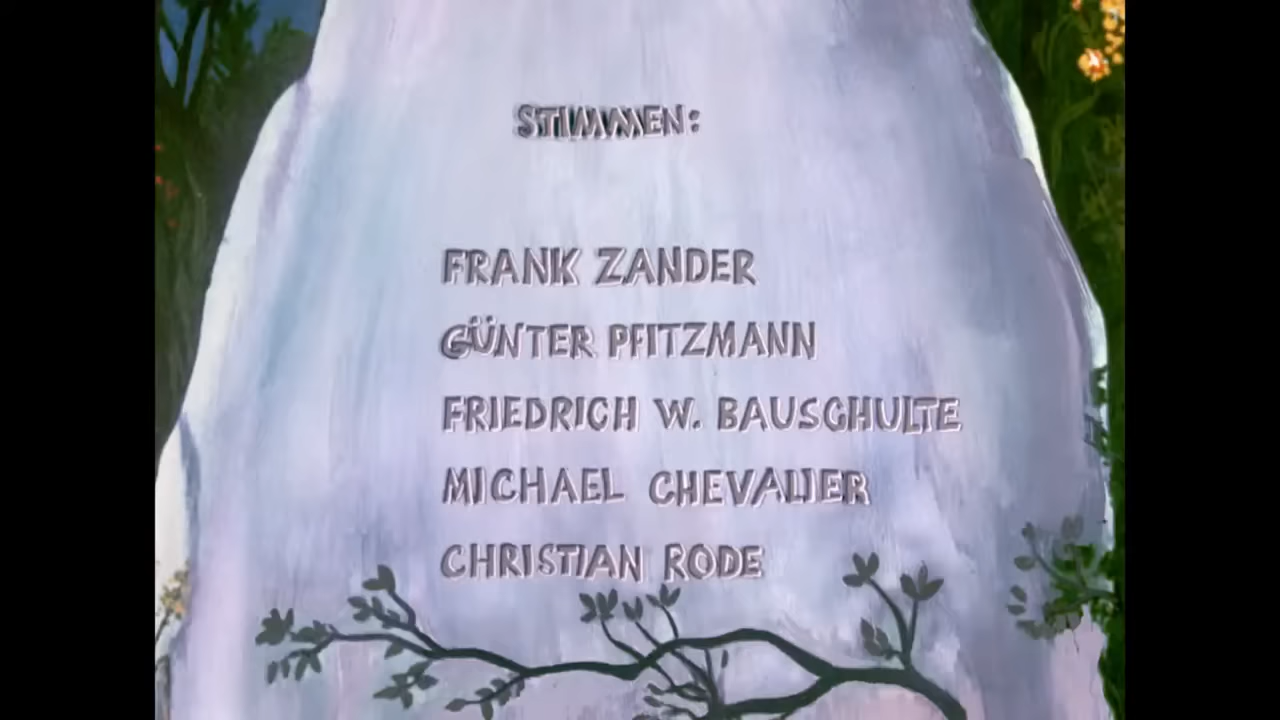 STIMMEN:
FRANK ZANDER
GÜNTER PFITZMANN
FRIEDRICH W. BAUSCHULTE
MICHAEL CHEVALIER
CHRISTIAN RODE